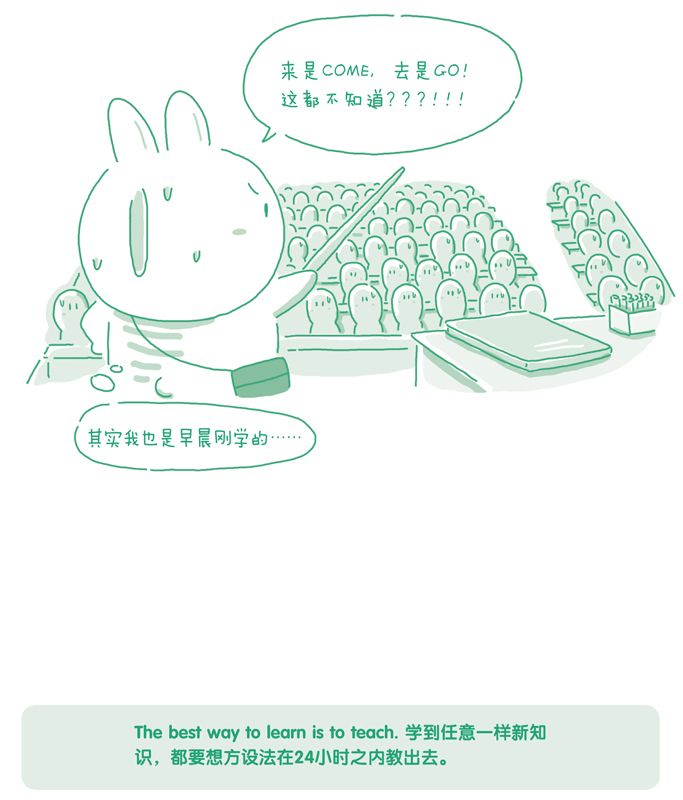 来是COME, 去是GO!
这都不知道???!!!
其实我也是早晨刚学的……
The best way to learn is to teach. 学到任意一样新知
识，都要想方设法在24小时之内教出去。